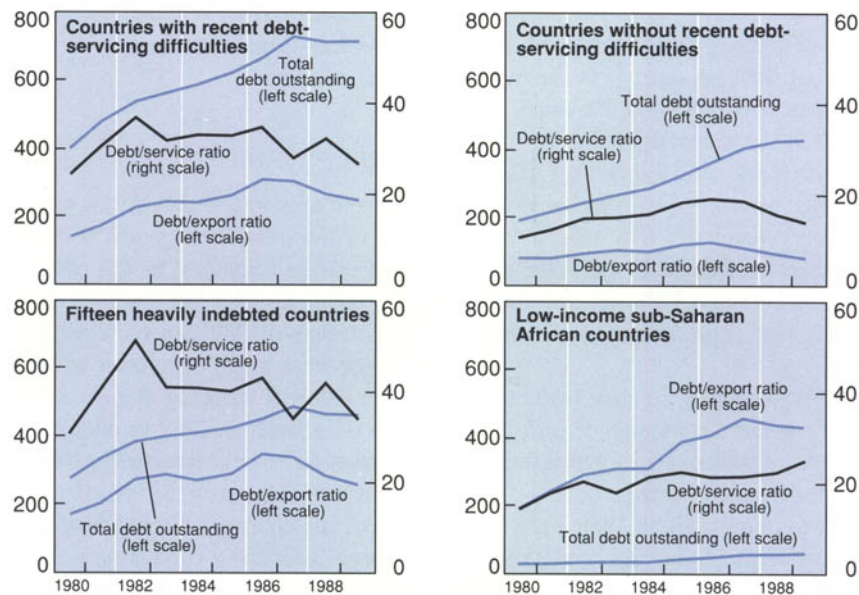 Countries with recent debt-
servicing difficulties
800
600
400
200
0
60
40
20
0
Total
debt outstanding
(left scale)
Debt/service ratio
(right scale)
Debt/export ratio
(left scale)
Countries without recent debt-
servicing difficulties
800
600
400
200
0
60
40
20
0
Total debt outstanding
(left scale)
Debt/service ratio
(right scale)
Debt/export ratio (left scale)
Fifteen heavily indebted countries
800
600
400
200
0
60
40
20
0
Debt/service ratio
(right scale)
Debt/export ratio
(left scale)
Total debt outstanding
(left scale)
1980 1982 1984 1986 1988
Low-income sub-Saharan
African countries
800
600
400
200
0
60
40
20
0
Debt/export ratio
(left scale)
Debt/service ratio
(right scale)
Total debt outstanding (left scale)
1980 1982 1984 1986 1988